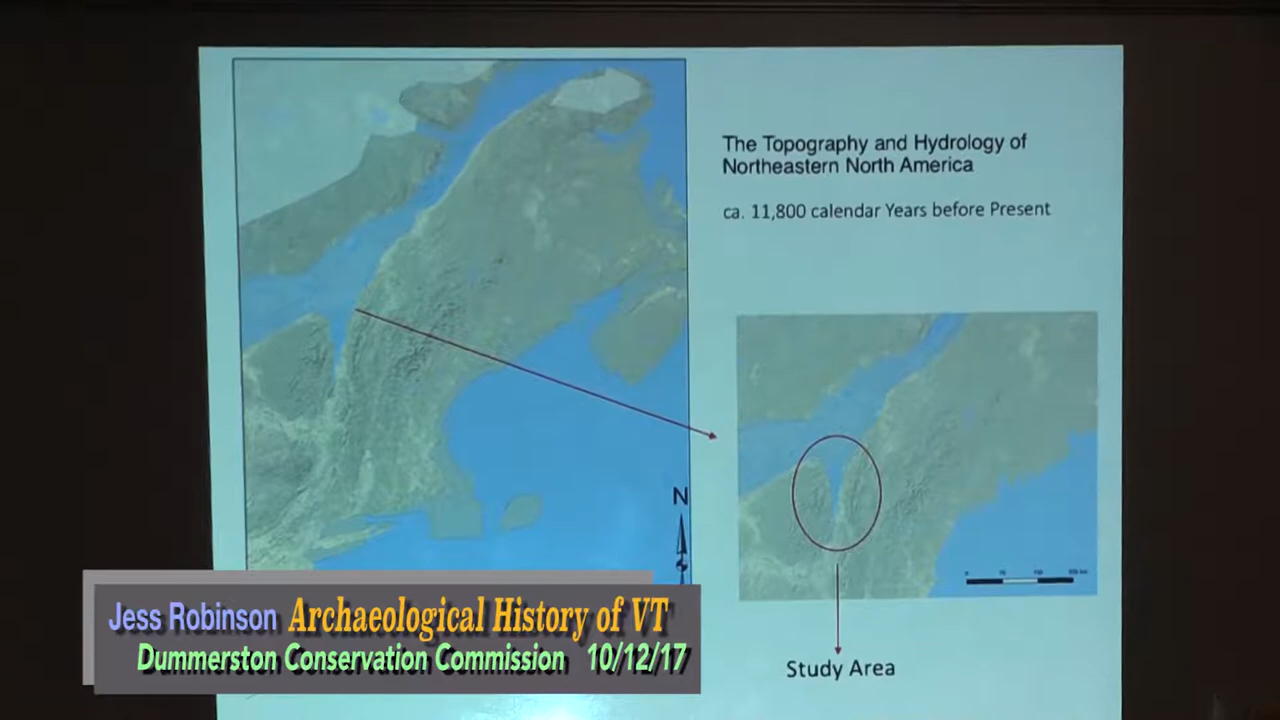 The Topography and Hydrology of
Northeastern North America
ca. 11,800 calendar Years before Present
N
Study Area
Jess Robinson Archaeological History of VT
Dummerston Conservation Commission 10/12/17